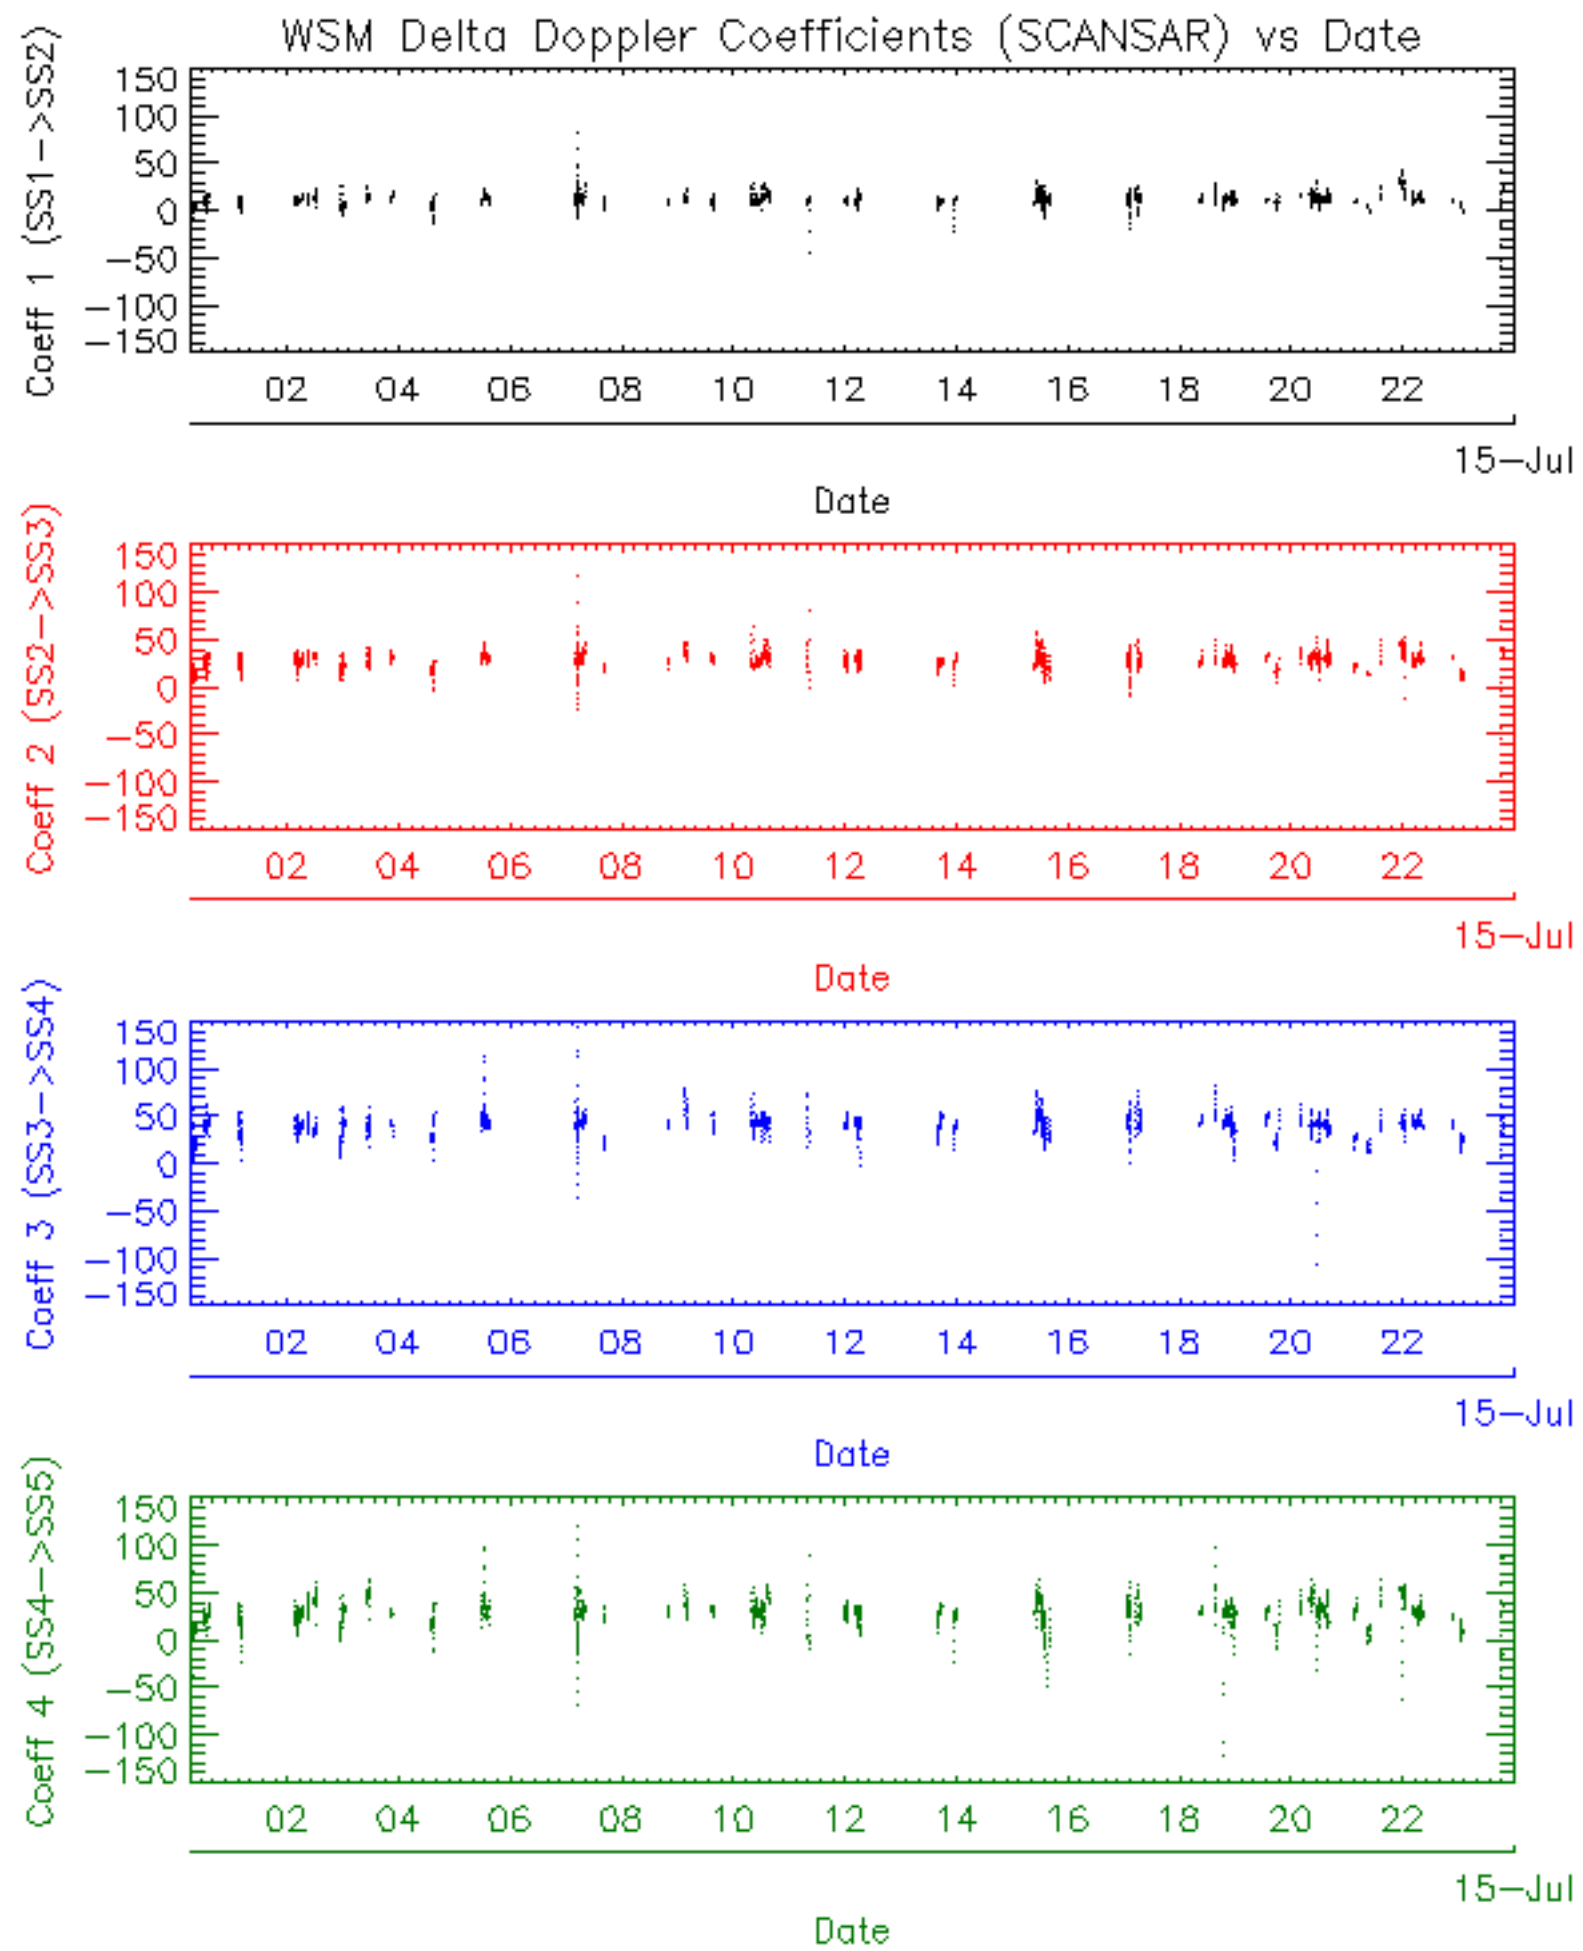 WSM Delta Doppler Coefficients (SCANSAR) vs Date
Coeff 1 (SS1->SS2)
150
100
50
0
-50
-100
-150
02 04 06 08 10 12 14 16 18 20 22
15-Jul
Date
Coeff 2 (SS2->SS3)
150
100
50
0
-50
-100
-150
02 04 06 08 10 12 14 16 18 20 22
15-Jul
Date
Coeff 3 (SS3->SS4)
150
100
50
0
-50
-100
-150
02 04 06 08 10 12 14 16 18 20 22
15-Jul
Date
Coeff 4 (SS4->SS5)
150
100
50
0
-50
-100
-150
02 04 06 08 10 12 14 16 18 20 22
15-Jul
Date